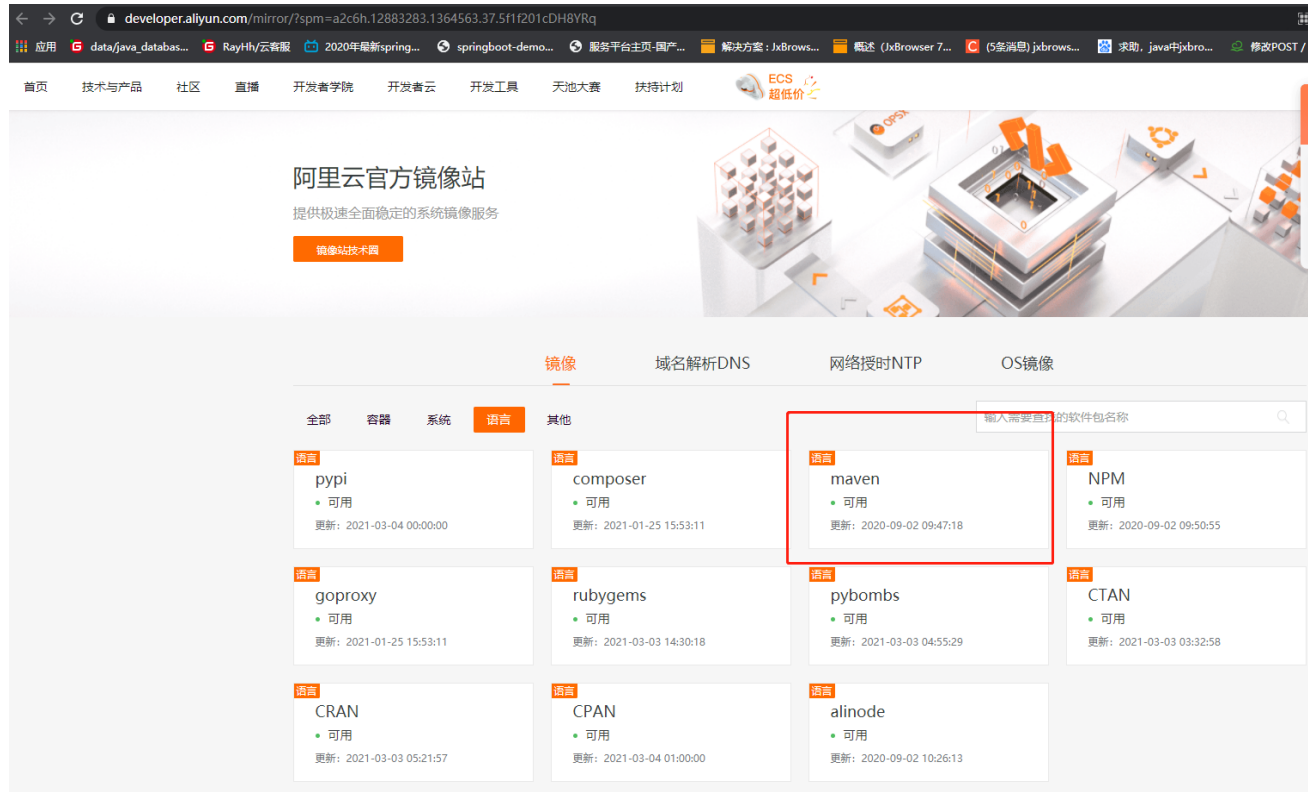 developer.aliyun.com/mirror/?spm=a2c6h.12883283.1364563.37.5f1f201cDH8YRq
应用 data/java_databas... RayHh/云客服 2020年最新spring... springboot-demo... 服务平台主页-国产... 解决方案 : JxBrows... 概述 (JxBrowser 7... (5条消息) jxbrows... 求助，java中jxbro... 修改POST /
首页 技术与产品 社区 直播 开发者学院 开发者云 开发工具 天池大赛 扶持计划 ECS
超低价
OPSX
阿里云官方镜像站
提供极速全面稳定的系统镜像服务
镜像站技术圈
镜像 域名解析DNS 网络授时NTP OS镜像
全部 容器 系统 语言 其他 输入需要查找的软件包名称
语言 语言 语言 语言
pypi composer maven NPM
可用 可用 可用 可用
更新：2021-03-04 00:00:00 更新：2021-01-25 15:53:11 更新：2020-09-02 09:47:18 更新：2020-09-02 09:50:55
语言 语言 语言 语言
goproxy rubygems pybombs CTAN
可用 可用 可用 可用
更新：2021-01-25 15:53:11 更新：2021-03-03 14:30:18 更新：2021-03-03 04:55:29 更新：2021-03-03 03:32:58
语言 语言 语言
CRAN CPAN alinode
可用 可用 可用
更新：2021-03-03 05:21:57 更新：2021-03-04 01:00:00 更新：2020-09-02 10:26:13